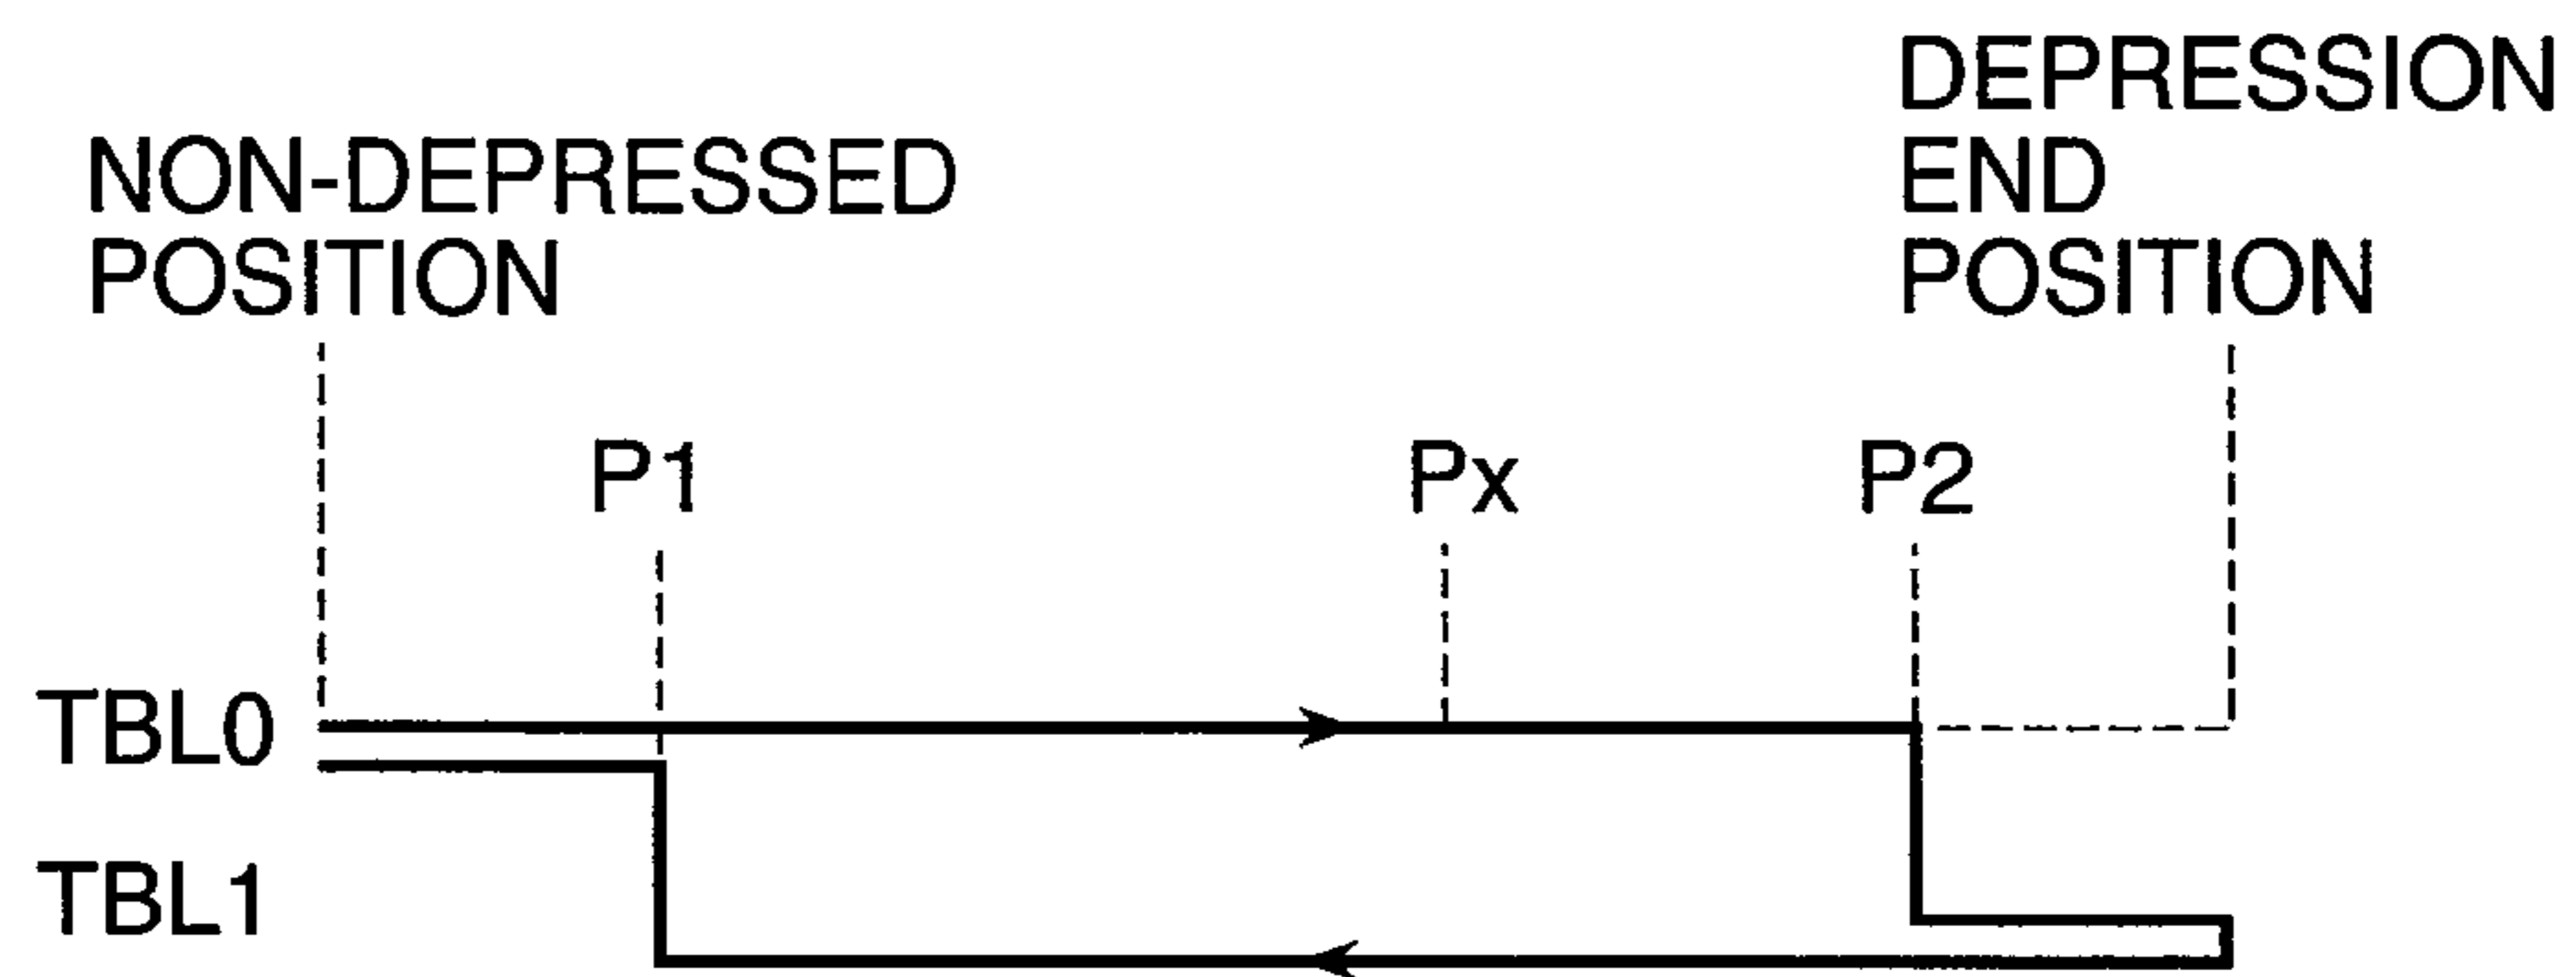 DEPRESSION
END
POSITION
NON-DEPRESSED
POSITION
P1
Px
P2
TBL0
TBL1